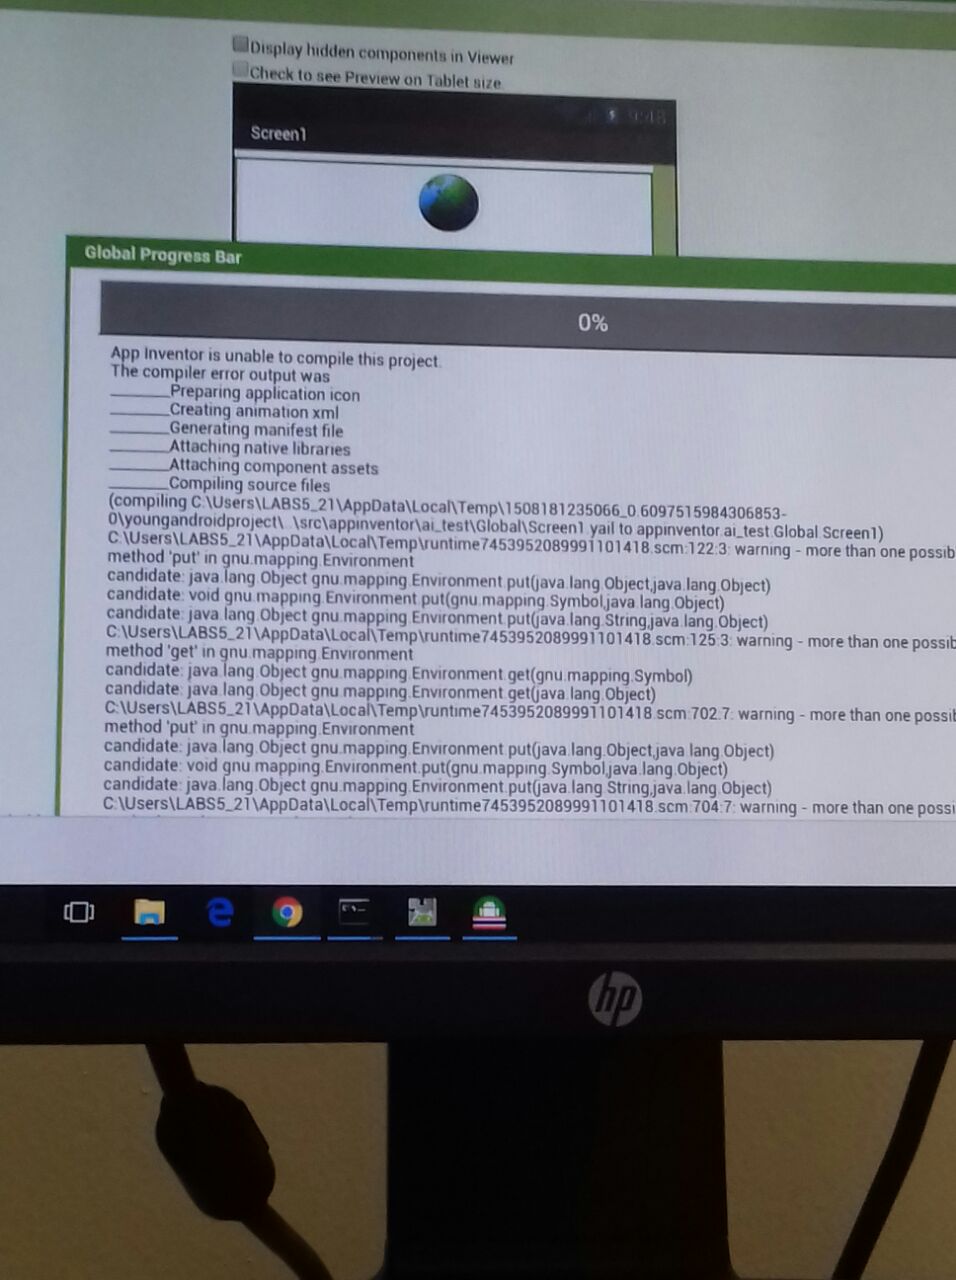 Display hidden components in Viewer
Check to see Preview on Tablet size.
9:48
Screen1
Global Progress Bar
0%
App Inventor is unable to compile this project.
The compiler error output was
________Preparing application icon
________Creating animation xml
________Generating manifest file
________Attaching native libraries
________Attaching component assets
________Compiling source files
(compiling C:\Users\LABS5_21\AppData\Local\Temp\1508181235066_0.6097515984306853-
0\youngandroidproject\..\src\appinventor\ai_test\Global\Screen1.yail to appinventor.ai_test.Global.Screen1)
C:\Users\LABS5_21\AppData\Local\Temp\runtime7453952089991101418.scm:122:3: warning - more than one possib
method 'put' in gnu.mapping.Environment
candidate: java.lang.Object gnu.mapping.Environment.put(java.lang.Object,java.lang.Object)
candidate: void gnu.mapping.Environment.put(gnu.mapping.Symbol,java.lang.Object)
candidate: java.lang.Object gnu.mapping.Environment.put(java.lang.String,java.lang.Object)
C:\Users\LABS5_21\AppData\Local\Temp\runtime7453952089991101418.scm:125:3: warning - more than one possib
method 'get' in gnu.mapping.Environment
candidate: java.lang.Object gnu.mapping.Environment.get(gnu.mapping.Symbol)
candidate: java.lang.Object gnu.mapping.Environment.get(java.lang.Object)
C:\Users\LABS5_21\AppData\Local\Temp\runtime7453952089991101418.scm:702:7: warning - more than one possib
method 'put' in gnu.mapping.Environment
candidate: java.lang.Object gnu.mapping.Environment.put(java.lang.Object,java.lang.Object)
candidate: void gnu.mapping.Environment.put(gnu.mapping.Symbol,java.lang.Object)
candidate: java.lang.Object gnu.mapping.Environment.put(java.lang.String,java.lang.Object)
C:\Users\LABS5_21\AppData\Local\Temp\runtime7453952089991101418.scm:704:7: warning - more than one possi
hp